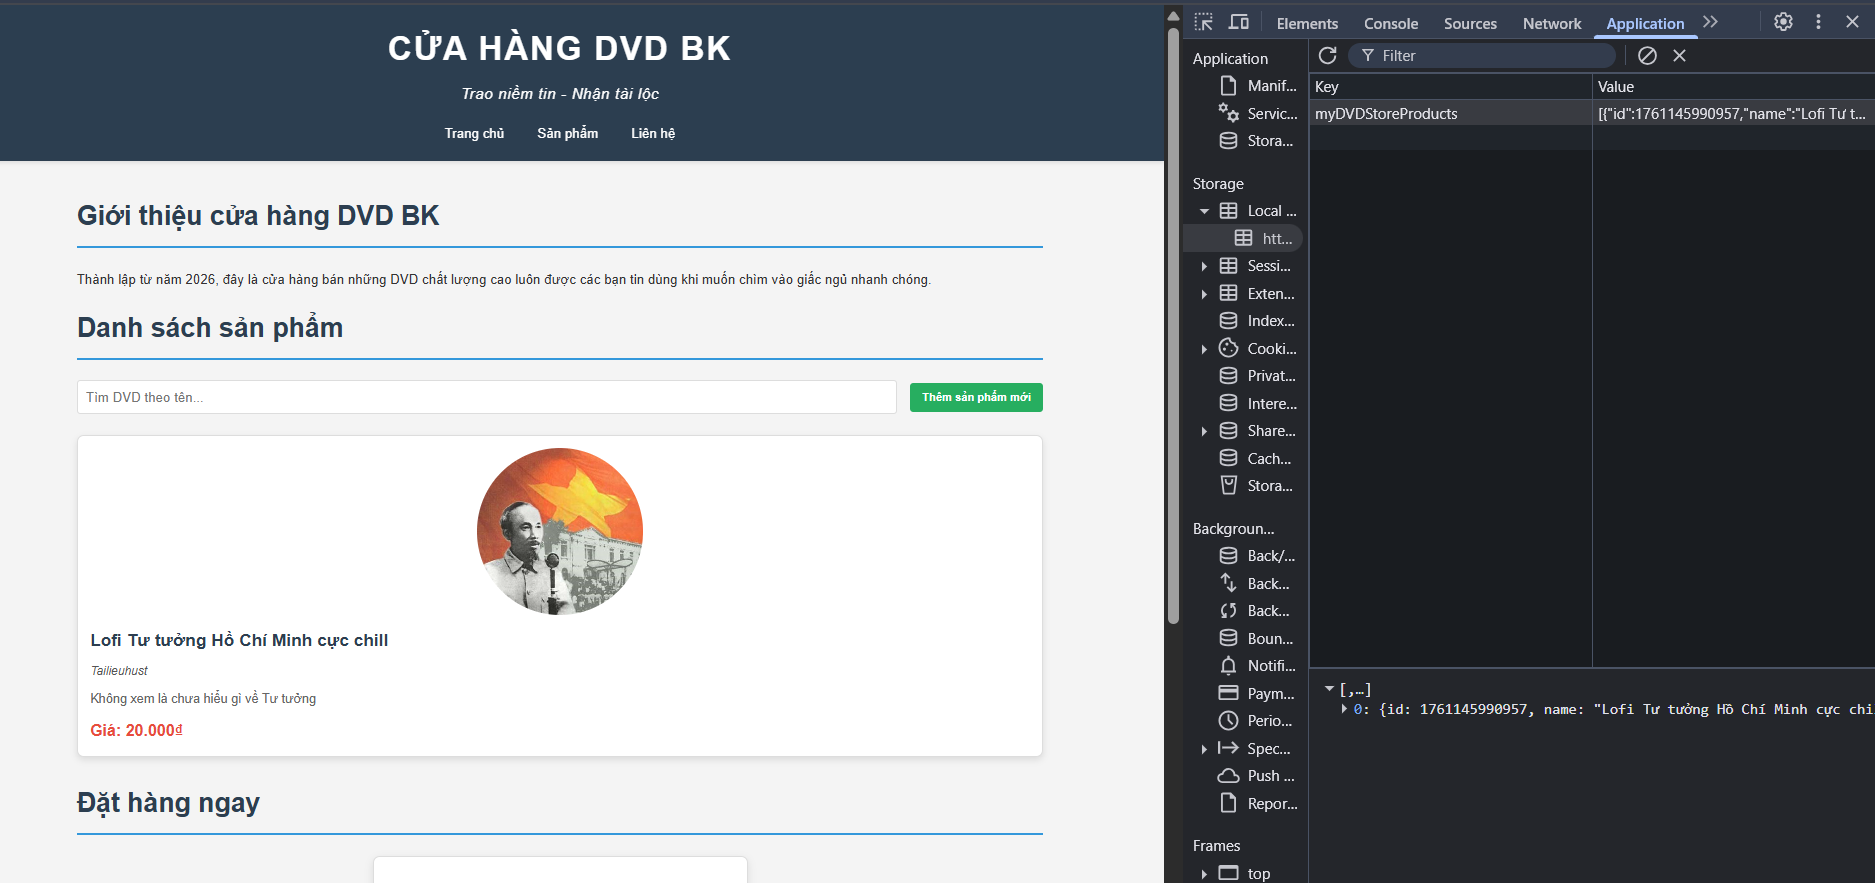 CỬA HÀNG DVD BK
Trao niềm tin - Nhận tài lộc
Trang chủ Sản phẩm Liên hệ
Giới thiệu cửa hàng DVD BK
Thành lập từ năm 2026, đây là cửa hàng bán những DVD chất lượng cao luôn được các bạn tin dùng khi muốn chìm vào giấc ngủ nhanh chóng.
Danh sách sản phẩm
Tìm DVD theo tên...
Thêm sản phẩm mới
Lofi Tư tưởng Hồ Chí Minh cực chill
Tailieuhust
Không xem là chưa hiểu gì về Tư tưởng
Giá: 20.000₫
Đặt hàng ngay
Elements Console Sources Network Application
Application
Manif...
Servic...
Stora...
Storage
Local ...
htt...
Sessi...
Exten...
Index...
Cooki...
Privat...
Intere...
Share...
Cach...
Stora...
Backgroun...
Back/...
Back...
Back...
Boun...
Notifi...
Paym...
Perio...
Spec...
Push ...
Repor...
Frames
top
Filter
Key Value
myDVDStoreProducts [{"id":1761145990957,"name":"Lofi Tư t...
[,…]
0: {id: 1761145990957, name: "Lofi Tư tưởng Hồ Chí Minh cực chi